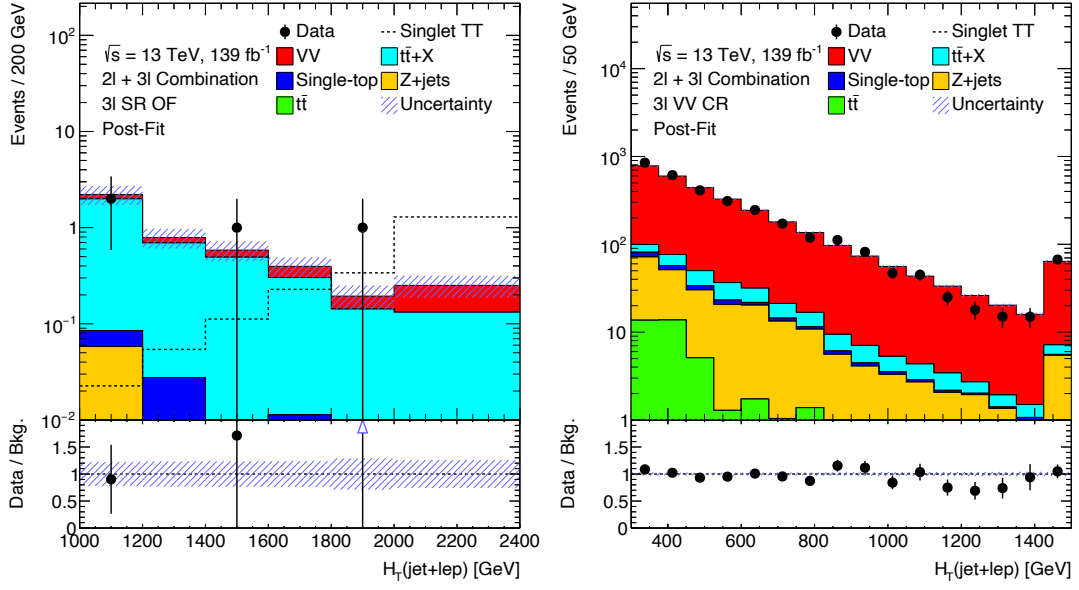 Events / 200 GeV
10²
10
1
10⁻¹
10⁻²
√s = 13 TeV, 139 fb⁻¹
2l + 3l Combination
3l SR OF
Post-Fit
Data
VV
Single-top
tt̄
Singlet TT
tt̄+X
Z+jets
Uncertainty
Data / Bkg.
1.5
1
0.5
0
1000 1200 1400 1600 1800 2000 2200 2400
H_T(jet+lep) [GeV]
Events / 50 GeV
10⁴
10³
10²
10
1
√s = 13 TeV, 139 fb⁻¹
2l + 3l Combination
3l VV CR
Post-Fit
Data
VV
Single-top
tt̄
Singlet TT
tt̄+X
Z+jets
Uncertainty
Data / Bkg.
1.5
1
0.5
0
400 600 800 1000 1200 1400
H_T(jet+lep) [GeV]